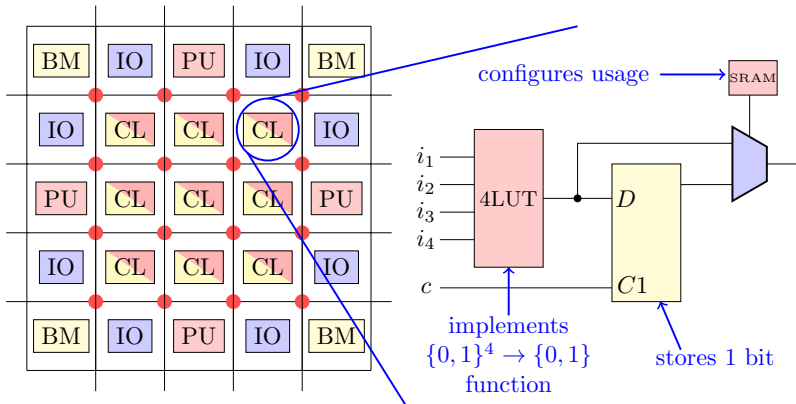 BM IO PU IO BM
IO CL CL CL IO
PU CL CL CL PU
IO CL CL CL IO
BM IO PU IO BM
configures usage
SRAM
i₁
i₂
i₃
i₄
c
4LUT
D
C1
implements
{0, 1}⁴ → {0, 1}
function
stores 1 bit